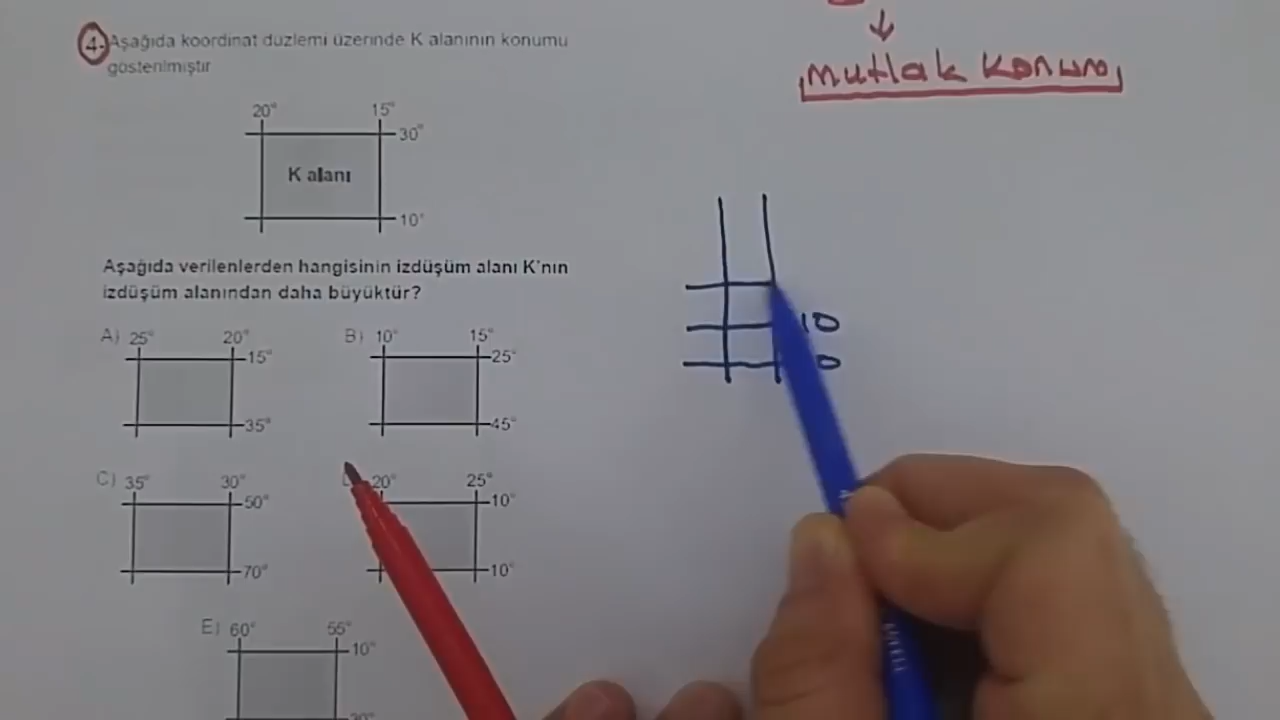 mutlak konum
4- Aşağıda koordinat düzlemi üzerinde K alanının konumu
gösterilmiştir
20° 15°
30°
K alanı
10°
Aşağıda verilenlerden hangisinin izdüşüm alanı K'nın
izdüşüm alanından daha büyüktür?
A) 25° 20°
15°
35°
B) 10° 15°
25°
45°
C) 35° 30°
50°
70°
20° 25°
10°
10°
E) 60° 55°
10°
10
0